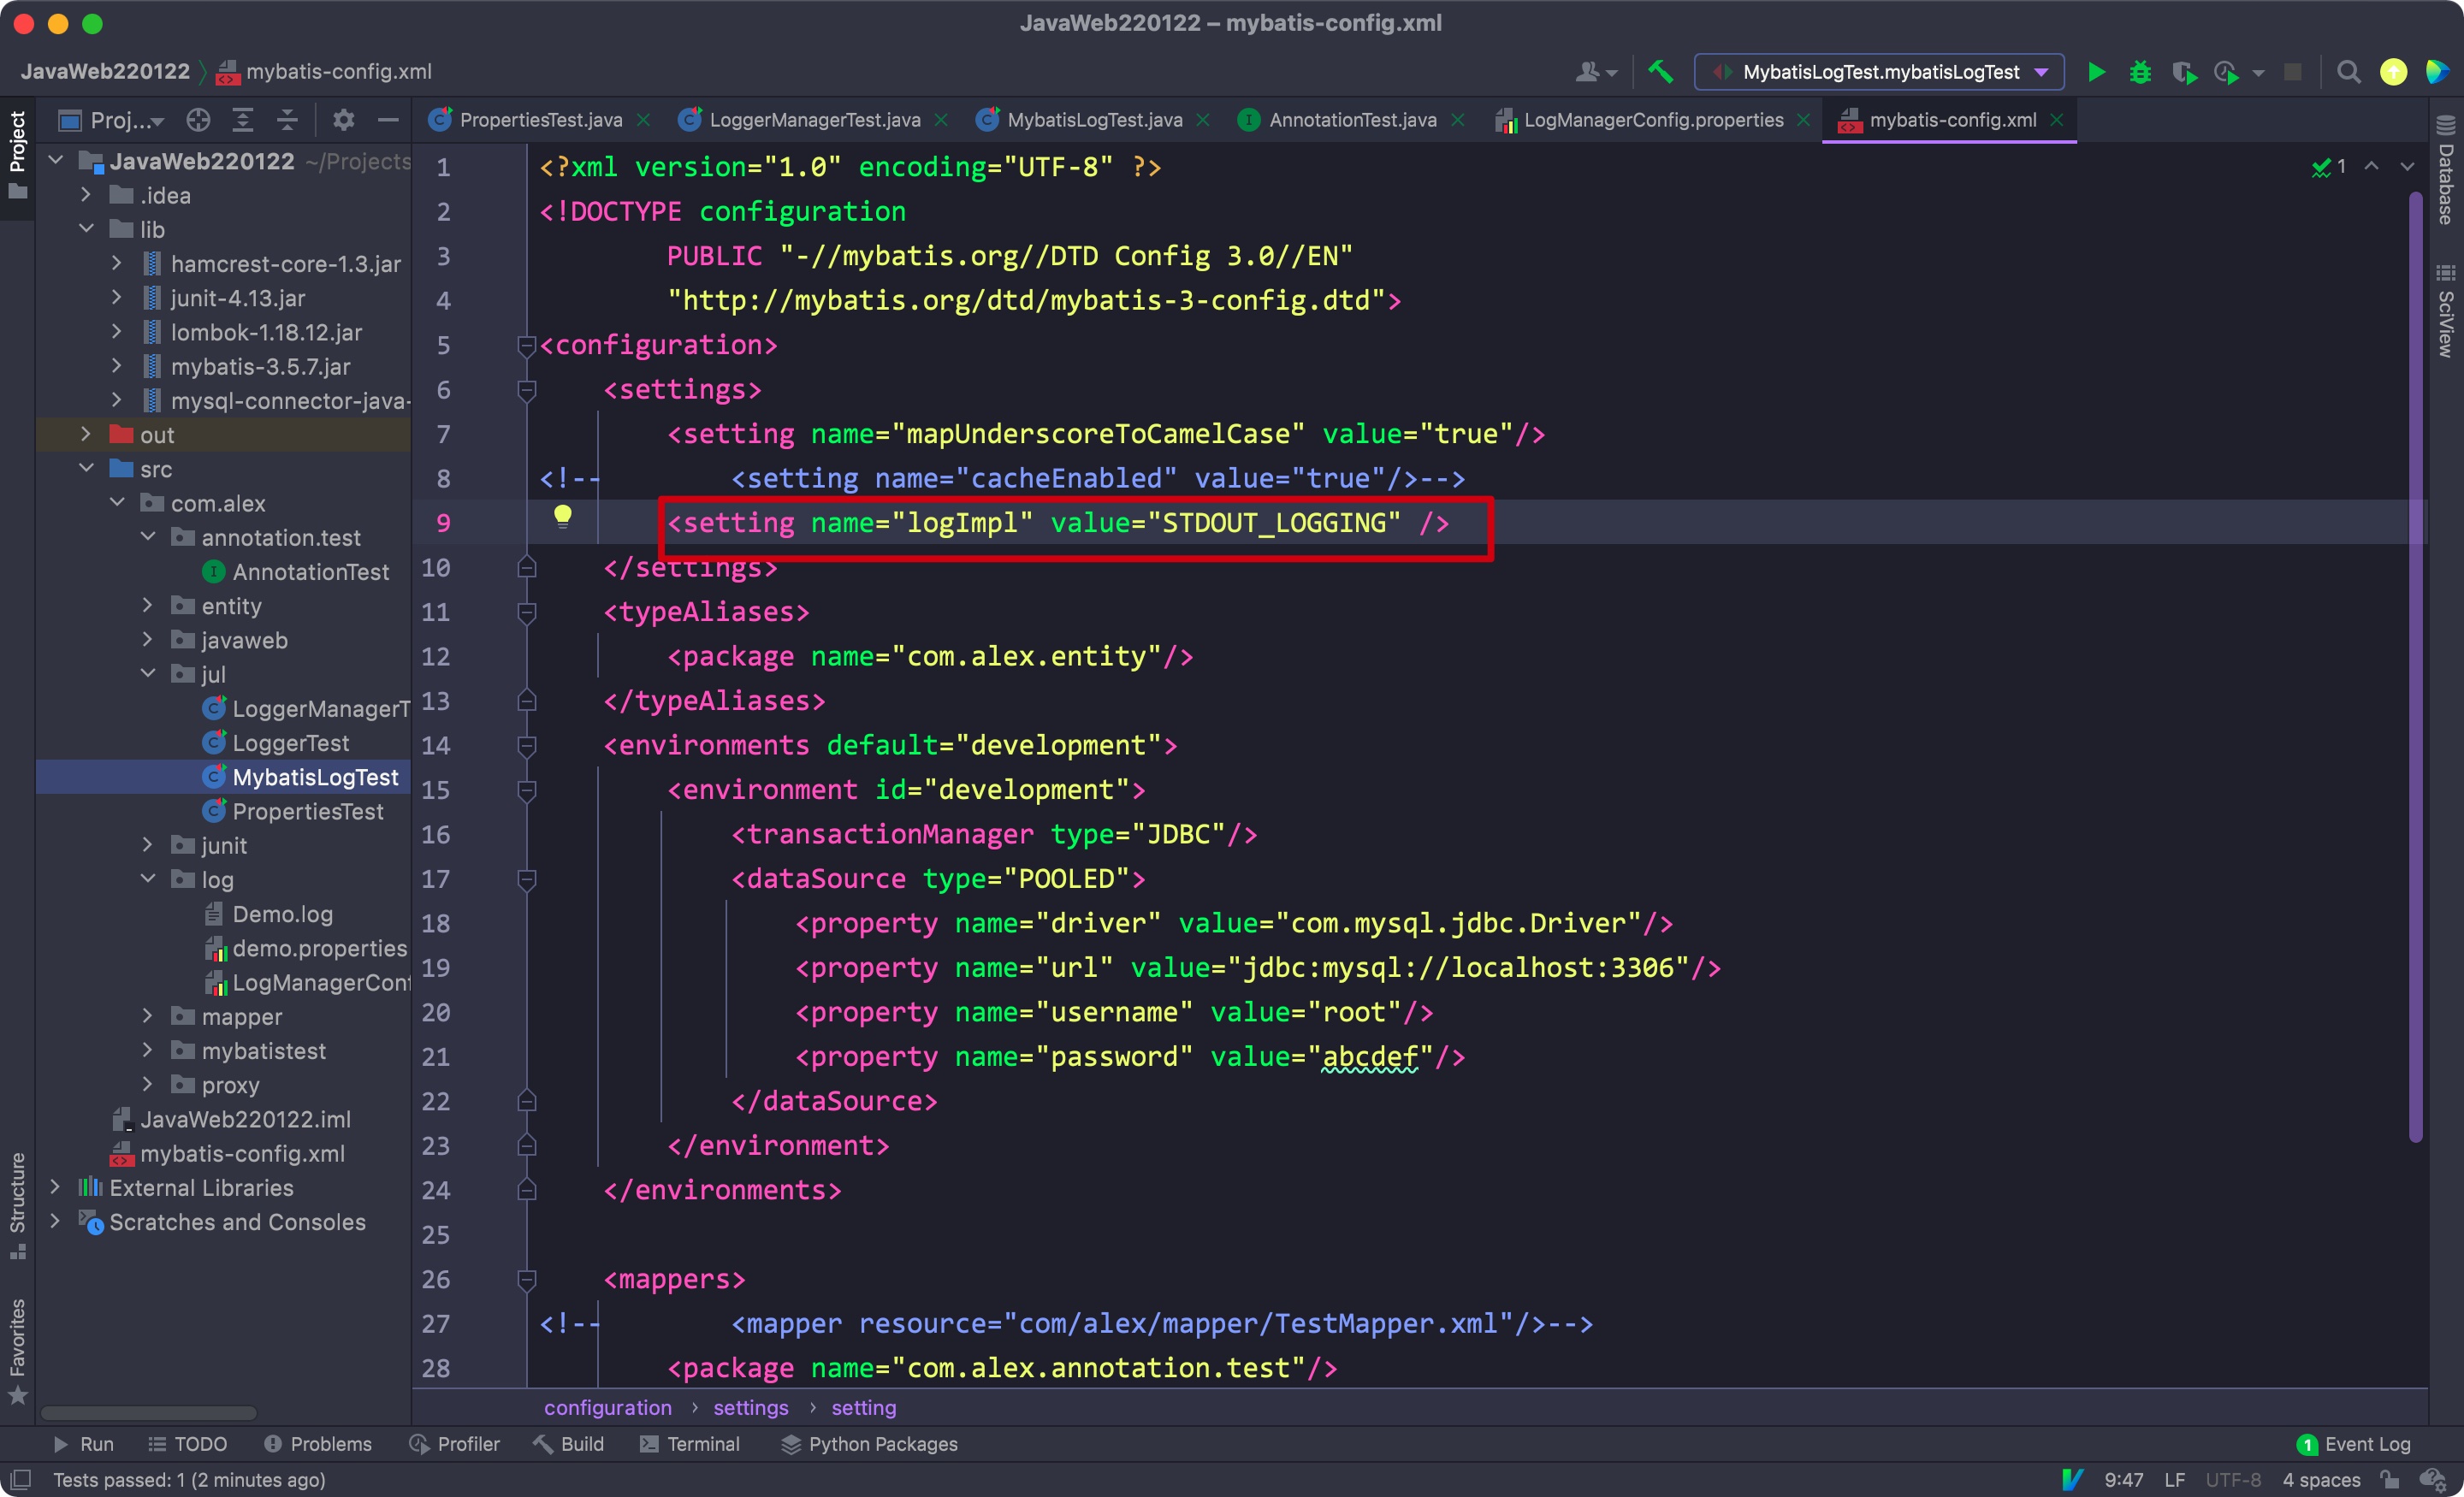 JavaWeb220122 – mybatis-config.xml
JavaWeb220122 mybatis-config.xml
MybatisLogTest.mybatisLogTest
Project
Proj...
PropertiesTest.java
LoggerManagerTest.java
MybatisLogTest.java
AnnotationTest.java
LogManagerConfig.properties
mybatis-config.xml
JavaWeb220122 ~/Projects
.idea
lib
hamcrest-core-1.3.jar
junit-4.13.jar
lombok-1.18.12.jar
mybatis-3.5.7.jar
mysql-connector-java-
out
src
com.alex
annotation.test
AnnotationTest
entity
javaweb
jul
LoggerManagerT
LoggerTest
MybatisLogTest
PropertiesTest
junit
log
Demo.log
demo.properties
LogManagerConf
mapper
mybatistest
proxy
JavaWeb220122.iml
mybatis-config.xml
External Libraries
Scratches and Consoles
Structure
Favorites
1 <?xml version="1.0" encoding="UTF-8" ?>
2 <!DOCTYPE configuration
3 PUBLIC "-//mybatis.org//DTD Config 3.0//EN"
4 "http://mybatis.org/dtd/mybatis-3-config.dtd">
5 <configuration>
6 <settings>
7 <setting name="mapUnderscoreToCamelCase" value="true"/>
8 <!-- <setting name="cacheEnabled" value="true"/>-->
9 <setting name="logImpl" value="STDOUT_LOGGING" />
10 </settings>
11 <typeAliases>
12 <package name="com.alex.entity"/>
13 </typeAliases>
14 <environments default="development">
15 <environment id="development">
16 <transactionManager type="JDBC"/>
17 <dataSource type="POOLED">
18 <property name="driver" value="com.mysql.jdbc.Driver"/>
19 <property name="url" value="jdbc:mysql://localhost:3306"/>
20 <property name="username" value="root"/>
21 <property name="password" value="abcdef"/>
22 </dataSource>
23 </environment>
24 </environments>
25
26 <mappers>
27 <!-- <mapper resource="com/alex/mapper/TestMapper.xml"/>-->
28 <package name="com.alex.annotation.test"/>
1
Database
SciView
configuration › settings › setting
Run
TODO
Problems
Profiler
Build
Terminal
Python Packages
1 Event Log
Tests passed: 1 (2 minutes ago)
9:47 LF UTF-8 4 spaces